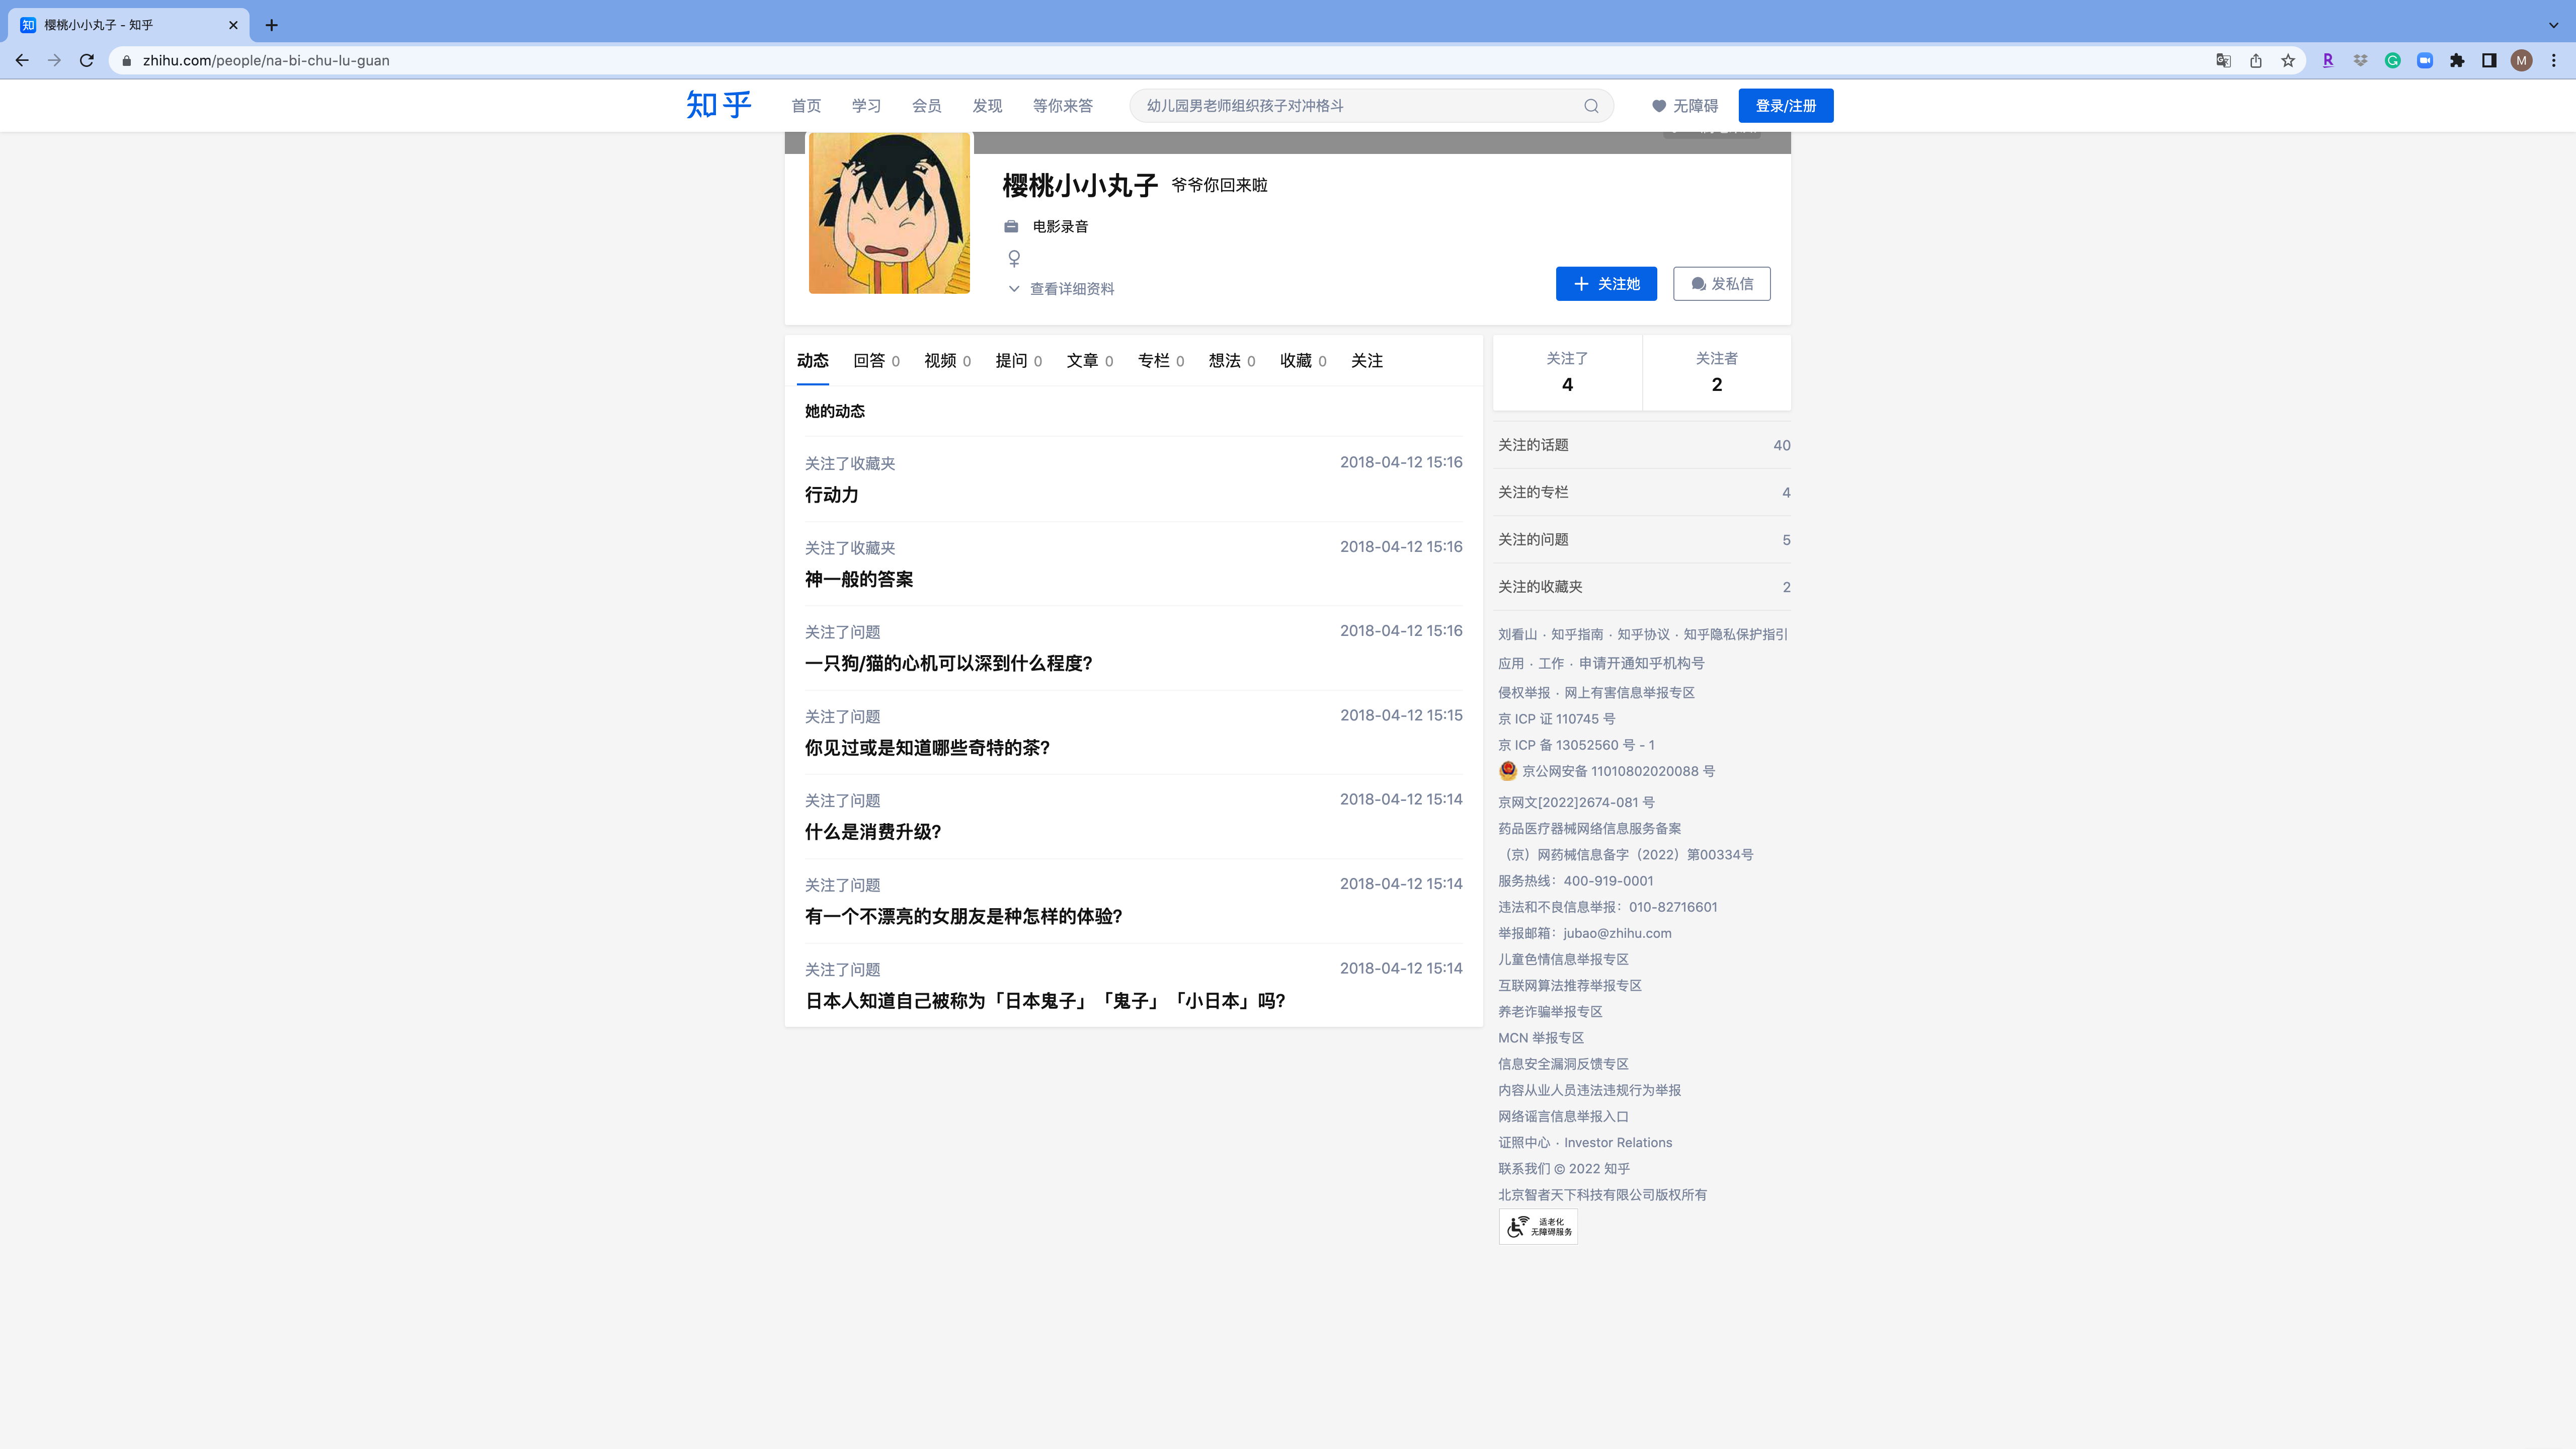 樱桃小小丸子 - 知乎
zhihu.com/people/na-bi-chu-lu-guan
M
知乎
首页 学习 会员 发现 等你来答
幼儿园男老师组织孩子对冲格斗
无障碍
登录/注册
樱桃小小丸子 爷爷你回来啦
电影录音
查看详细资料
关注她
发私信
动态 回答 0 视频 0 提问 0 文章 0 专栏 0 想法 0 收藏 0 关注
她的动态
关注了收藏夹 2018-04-12 15:16
行动力
关注了收藏夹 2018-04-12 15:16
神一般的答案
关注了问题 2018-04-12 15:16
一只狗/猫的心机可以深到什么程度?
关注了问题 2018-04-12 15:15
你见过或是知道哪些奇特的茶?
关注了问题 2018-04-12 15:14
什么是消费升级?
关注了问题 2018-04-12 15:14
有一个不漂亮的女朋友是种怎样的体验?
关注了问题 2018-04-12 15:14
日本人知道自己被称为「日本鬼子」「鬼子」「小日本」吗?
关注了 关注者
4 2
关注的话题 40
关注的专栏 4
关注的问题 5
关注的收藏夹 2
刘看山 · 知乎指南 · 知乎协议 · 知乎隐私保护指引
应用 · 工作 · 申请开通知乎机构号
侵权举报 · 网上有害信息举报专区
京 ICP 证 110745 号
京 ICP 备 13052560 号 - 1
京公网安备 11010802020088 号
京网文[2022]2674-081 号
药品医疗器械网络信息服务备案
（京）网药械信息备字（2022）第00334号
服务热线：400-919-0001
违法和不良信息举报：010-82716601
举报邮箱：jubao@zhihu.com
儿童色情信息举报专区
互联网算法推荐举报专区
养老诈骗举报专区
MCN 举报专区
信息安全漏洞反馈专区
内容从业人员违法违规行为举报
网络谣言信息举报入口
证照中心 · Investor Relations
联系我们 © 2022 知乎
北京智者天下科技有限公司版权所有
适老化
无障碍服务